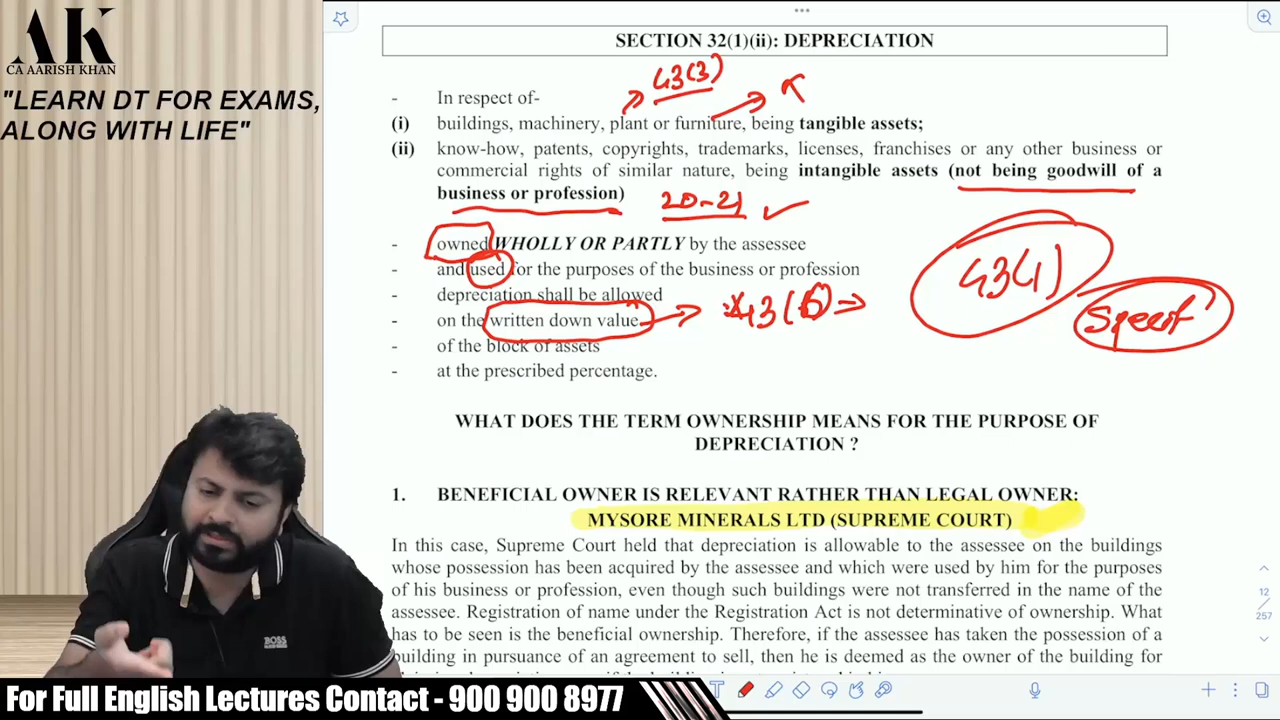 AK
CA AARISH KHAN
"LEARN DT FOR EXAMS,
ALONG WITH LIFE"
SECTION 32(1)(ii): DEPRECIATION
43(3)
- In respect of-
(i) buildings, machinery, plant or furniture, being tangible assets;
(ii) know-how, patents, copyrights, trademarks, licenses, franchises or any other business or
commercial rights of similar nature, being intangible assets (not being goodwill of a
business or profession)
20-21 ✓
- owned WHOLLY OR PARTLY by the assessee
- and used for the purposes of the business or profession
43(1)
- depreciation shall be allowed
- on the written down value
43(6)
- of the block of assets
- at the prescribed percentage.
WHAT DOES THE TERM OWNERSHIP MEANS FOR THE PURPOSE OF
DEPRECIATION ?
1. BENEFICIAL OWNER IS RELEVANT RATHER THAN LEGAL OWNER:
MYSORE MINERALS LTD (SUPREME COURT)
In this case, Supreme Court held that depreciation is allowable to the assessee on the buildings
whose possession has been acquired by the assessee and which were used by him for the purposes
of his business or profession, even though such buildings were not transferred in the name of the
assessee. Registration of name under the Registration Act is not determinative of ownership. What
has to be seen is the beneficial ownership. Therefore, if the assessee has taken the possession of a
building in pursuance of an agreement to sell, then he is deemed as the owner of the building for
12
257
BOSS
For Full English Lectures Contact - 900 900 8977